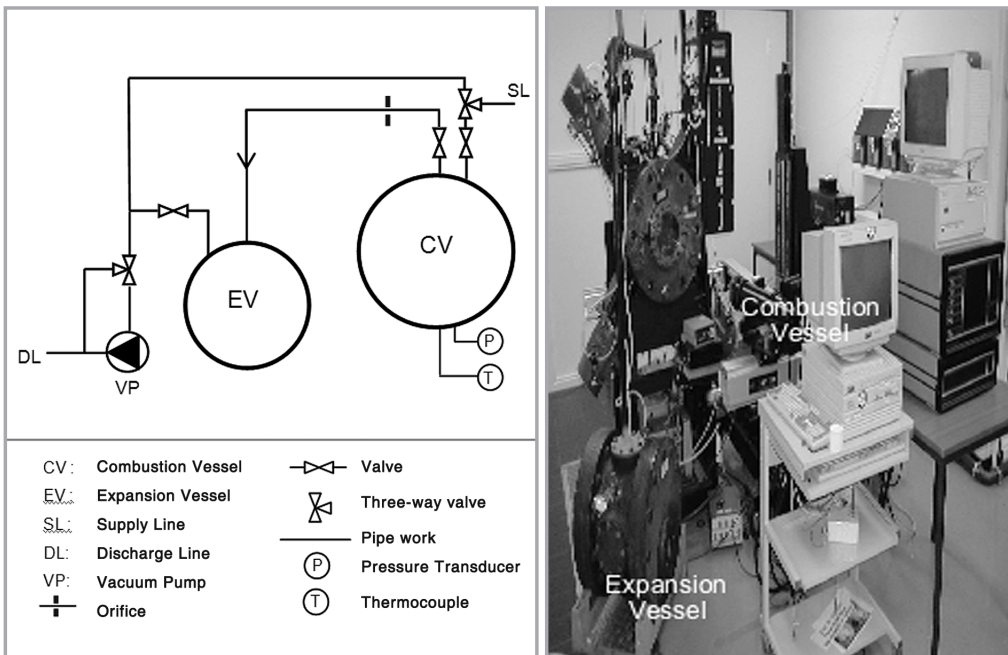 SL
CV
EV
P
T
DL
VP
CV: Combustion Vessel
EV: Expansion Vessel
SL: Supply Line
DL: Discharge Line
VP: Vacuum Pump
Orifice
Valve
Three-way valve
Pipe work
P Pressure Transducer
T Thermocouple
Combustion
Vessel
Expansion
Vessel